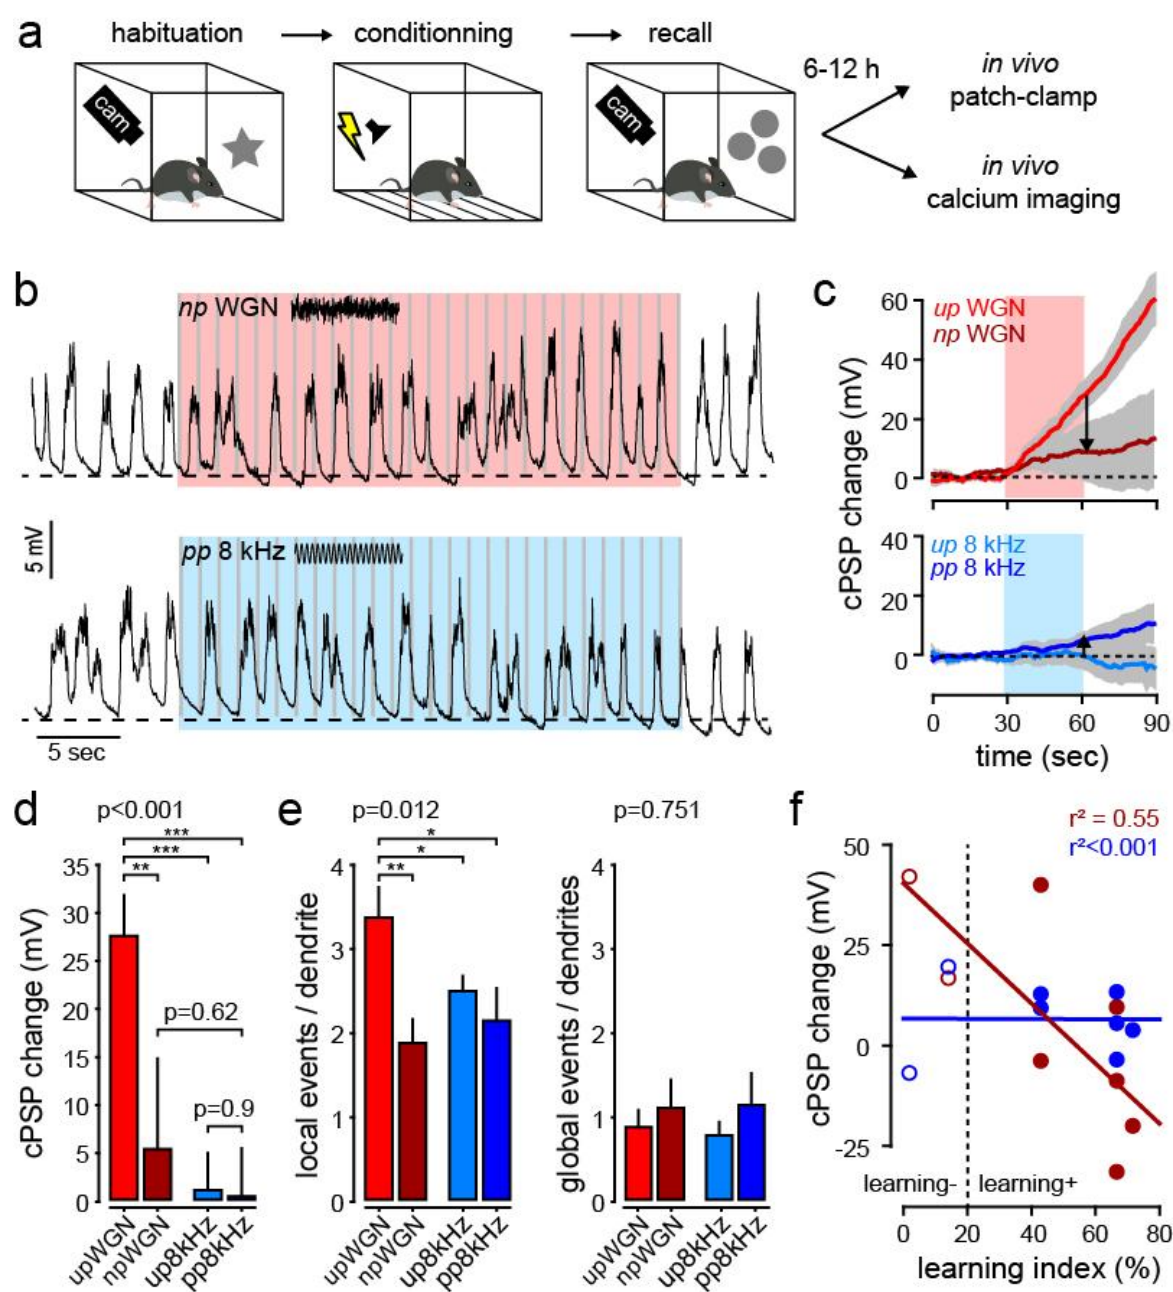 a
habituation
conditionning
recall
cam
cam
6-12 h
in vivo
patch-clamp
in vivo
calcium imaging
b
np WGN
5 mV
pp 8 kHz
5 sec
c
up WGN
np WGN
60
40
20
0
cPSP change (mV)
up 8 kHz
pp 8 kHz
40
20
0
0
30
60
90
time (sec)
d
p<0.001
***
***
**
p=0.62
p=0.9
35
30
25
20
15
10
5
0
cPSP change (mV)
upWGN
npWGN
up8kHz
pp8kHz
e
p=0.012
*
*
**
4
3
2
1
0
local events / dendrite
upWGN
npWGN
up8kHz
pp8kHz
p=0.751
4
3
2
1
0
global events / dendrites
upWGN
npWGN
up8kHz
pp8kHz
f
r² = 0.55
r²<0.001
50
25
0
-25
cPSP change (mV)
learning-
learning+
0
20
40
60
80
learning index (%)